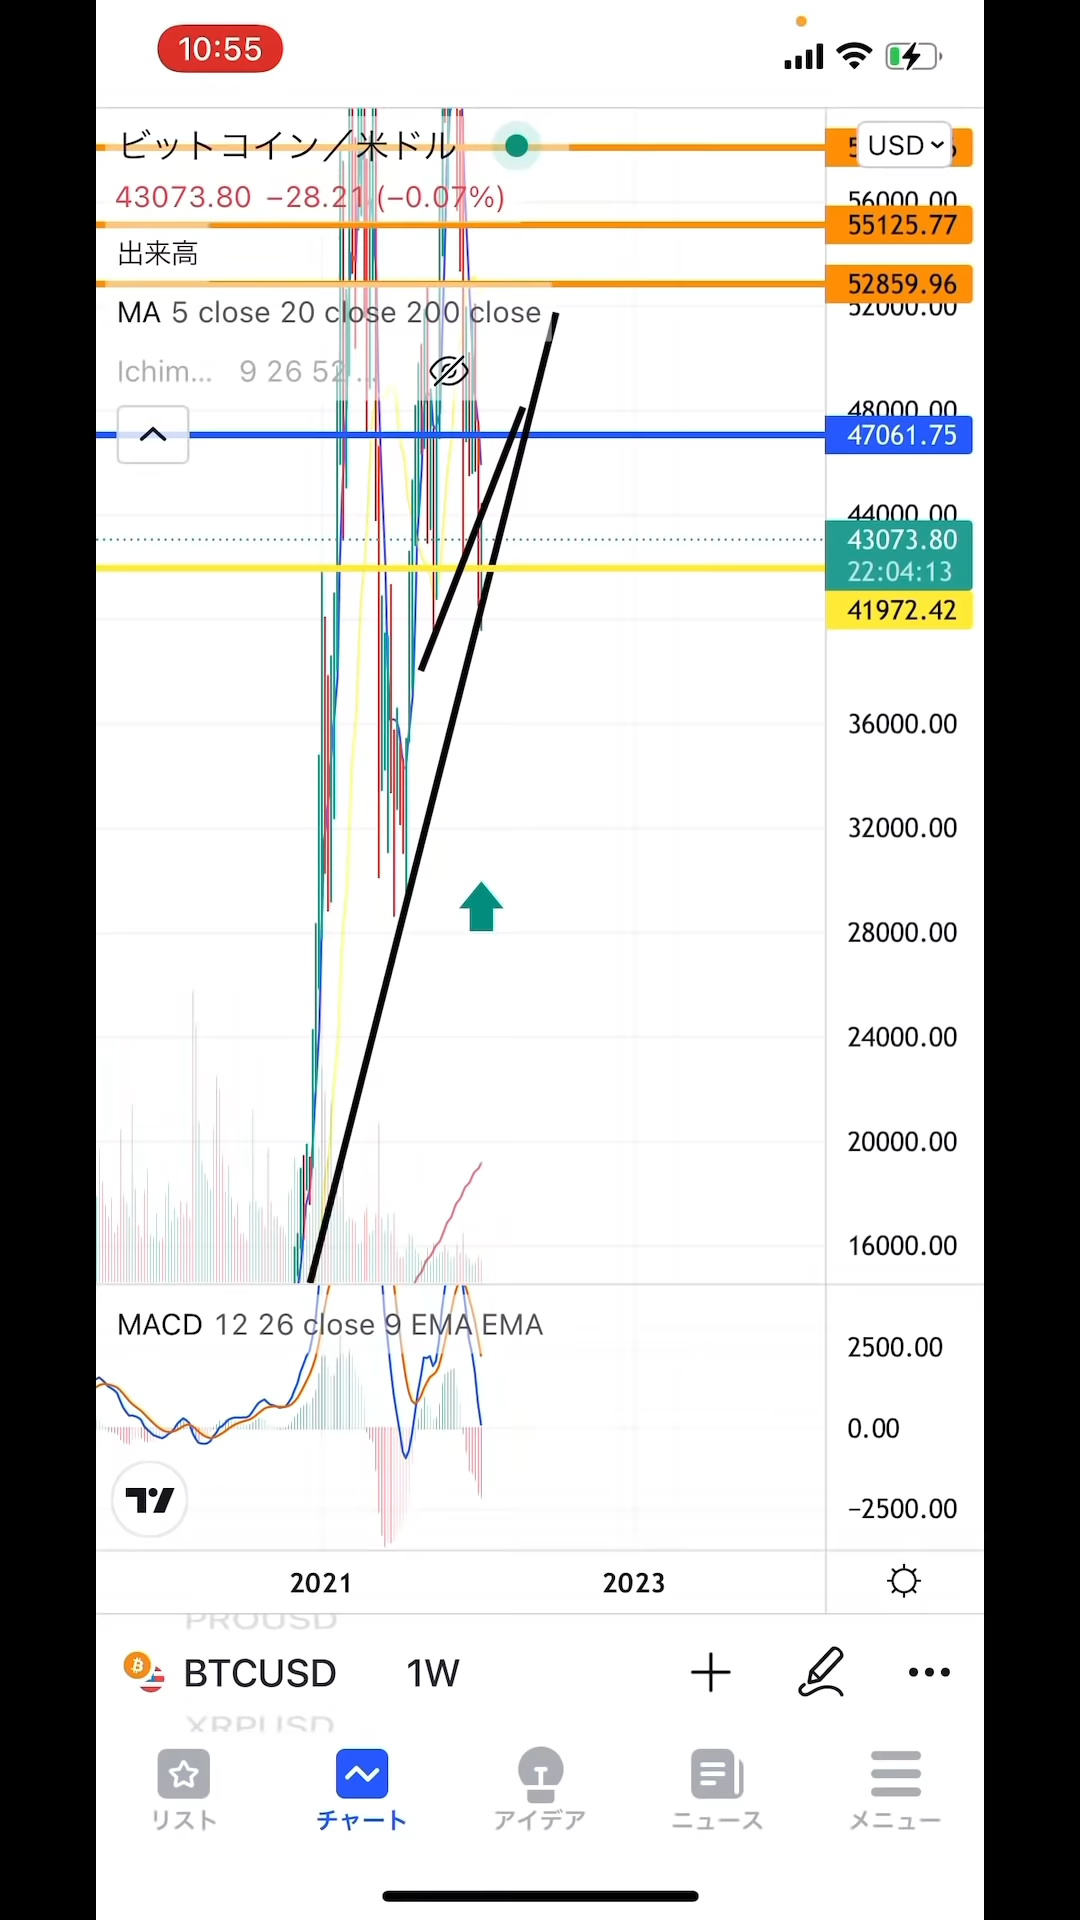 10:55
ビットコイン／米ドル
USD
43073.80 −28.21 (−0.07%)
56000.00
55125.77
出来高
52859.96
52000.00
MA 5 close 20 close 200 close
Ichim... 9 26 52 ...
48000.00
47061.75
44000.00
43073.80
22:04:13
41972.42
36000.00
32000.00
28000.00
24000.00
20000.00
16000.00
MACD 12 26 close 9 EMA EMA
2500.00
0.00
−2500.00
2021 2023
PROUSD
BTCUSD 1W
XRPUSD
リスト チャート アイデア ニュース メニュー